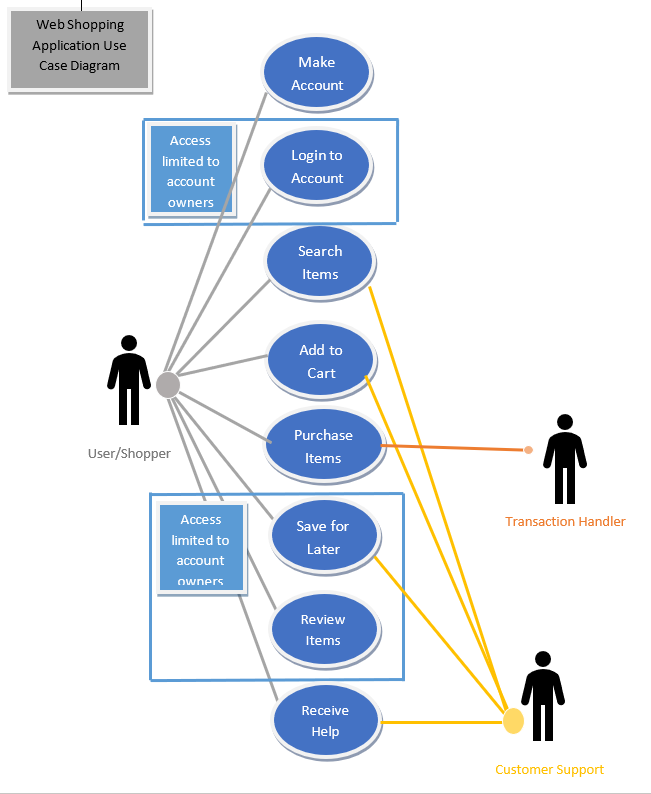 Web Shopping
Application Use
Case Diagram
Make
Account
Access
limited to
account
owners
Login to
Account
Search
Items
Add to
Cart
User/Shopper
Purchase
Items
Transaction Handler
Access
limited to
account
owners
Save for
Later
Review
Items
Receive
Help
Customer Support